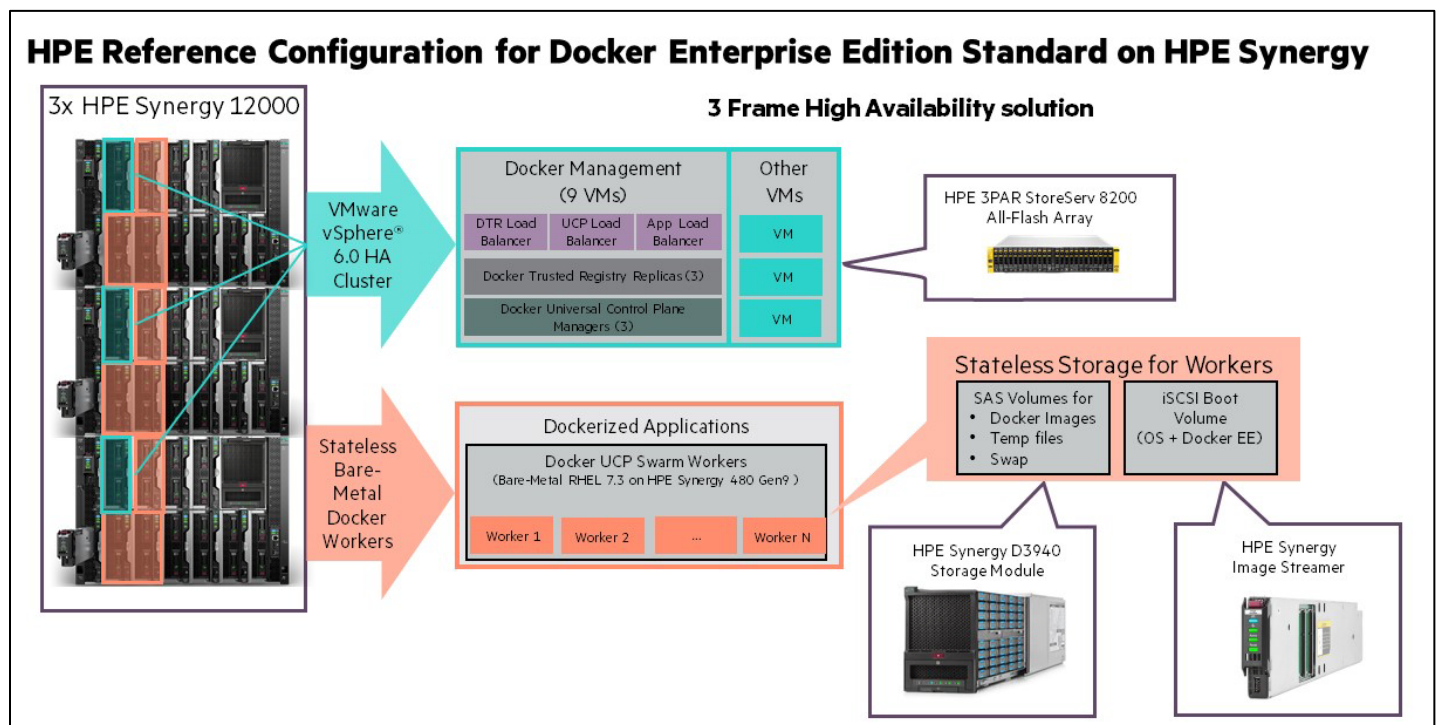 HPE Reference Configuration for Docker Enterprise Edition Standard on HPE Synergy
3x HPE Synergy 12000
3 Frame High Availability solution
VMware
vSphere®
6.0 HA
Cluster
Docker Management
(9 VMs)
DTR Load
Balancer
UCP Load
Balancer
App Load
Balancer
Docker Trusted Registry Replicas (3)
Docker Universal Control Plane
Managers (3)
Other
VMs
VM
VM
VM
HPE 3PAR StoreServ 8200
All-Flash Array
Stateless
Bare-
Metal
Docker
Workers
Dockerized Applications
Docker UCP Swarm Workers
(Bare-Metal RHEL 7.3 on HPE Synergy 480 Gen9 )
Worker 1
Worker 2
...
Worker N
Stateless Storage for Workers
SAS Volumes for
• Docker Images
• Temp files
• Swap
iSCSI Boot
Volume
(OS + Docker EE)
HPE Synergy D3940
Storage Module
HPE Synergy
Image Streamer